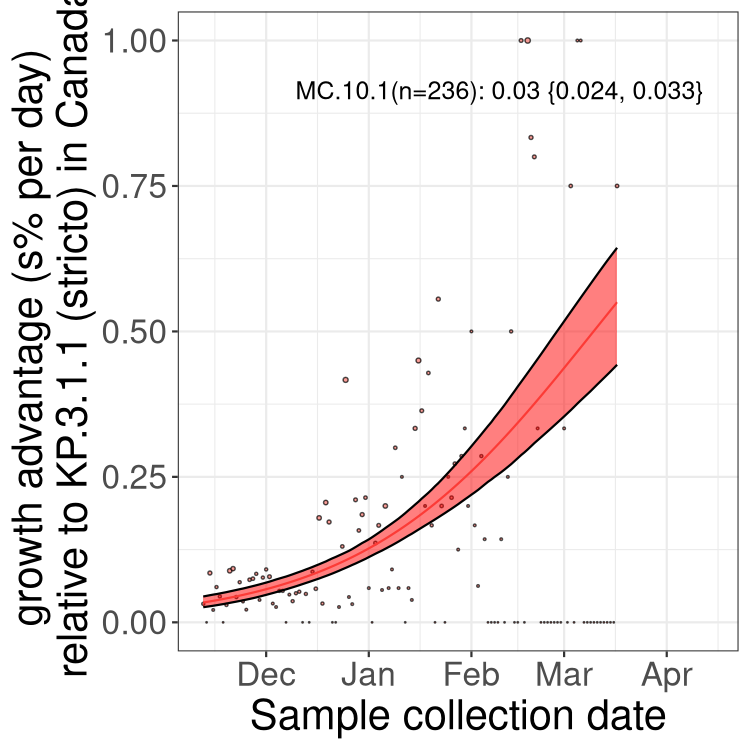 growth advantage (s% per day)
relative to KP.3.1.1 (stricto) in Canada
1.00
0.75
0.50
0.25
0.00
MC.10.1(n=236): 0.03 {0.024, 0.033}
Dec Jan Feb Mar Apr
Sample collection date